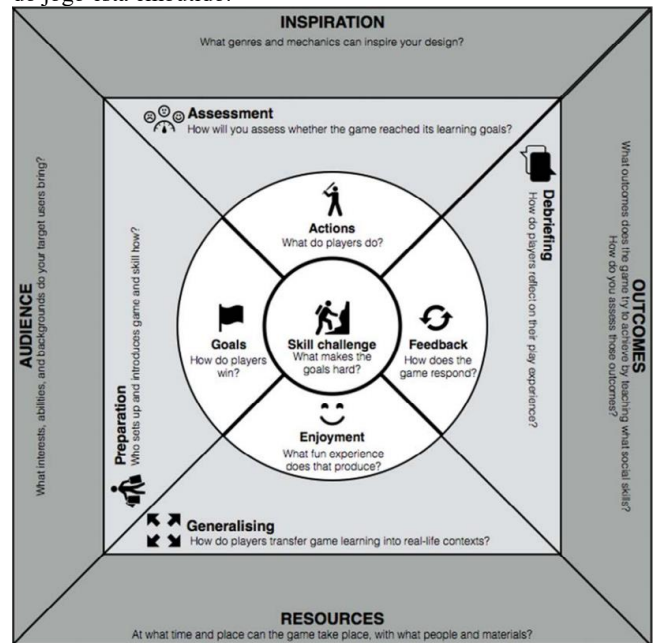 de jogo está embutido.
INSPIRATION
What genres and mechanics can inspire your design?
Assessment
How will you assess whether the game reached its learning goals?
AUDIENCE
What interests, abilities, and backgrounds do your target users bring?
Preparation
Who sets up and introduces game and skill how?
Actions
What do players do?
Goals
How do players
win?
Skill challenge
What makes the
goals hard?
Feedback
How does the
game respond?
Enjoyment
What fun experience
does that produce?
Debriefing
How do players reflect on their play experience?
OUTCOMES
What outcomes does the game try to achieve by teaching what social skills?
How do you assess those outcomes?
Generalising
How do players transfer game learning into real-life contexts?
RESOURCES
At what time and place can the game take place, with what people and materials?